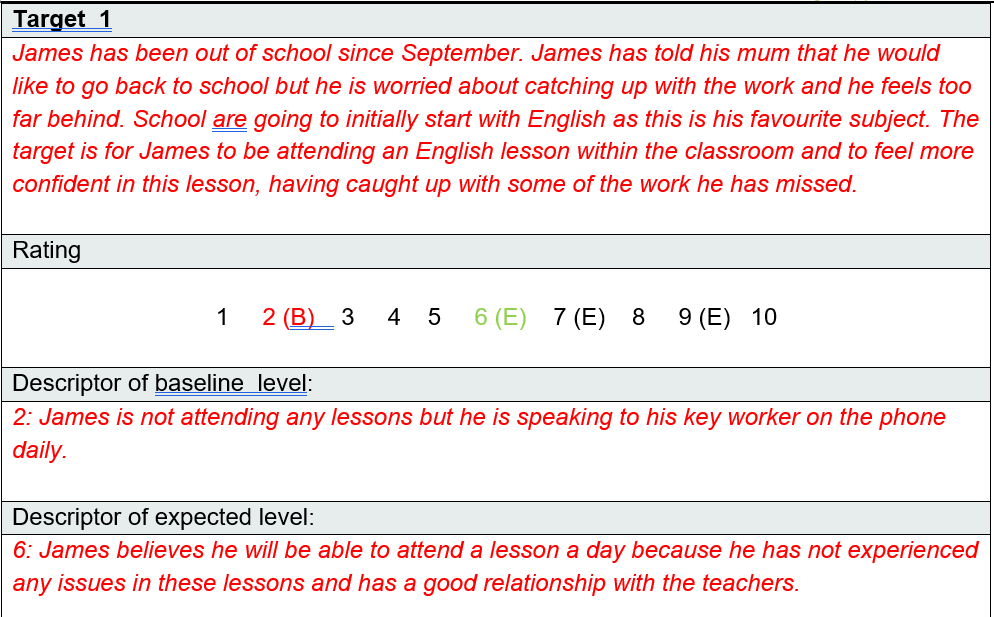 Target 1
James has been out of school since September. James has told his mum that he would
like to go back to school but he is worried about catching up with the work and he feels too
far behind. School are going to initially start with English as this is his favourite subject. The
target is for James to be attending an English lesson within the classroom and to feel more
confident in this lesson, having caught up with some of the work he has missed.
Rating
1 2 (B) 3 4 5 6 (E) 7 (E) 8 9 (E) 10
Descriptor of baseline level:
2: James is not attending any lessons but he is speaking to his key worker on the phone
daily.
Descriptor of expected level:
6: James believes he will be able to attend a lesson a day because he has not experienced
any issues in these lessons and has a good relationship with the teachers.